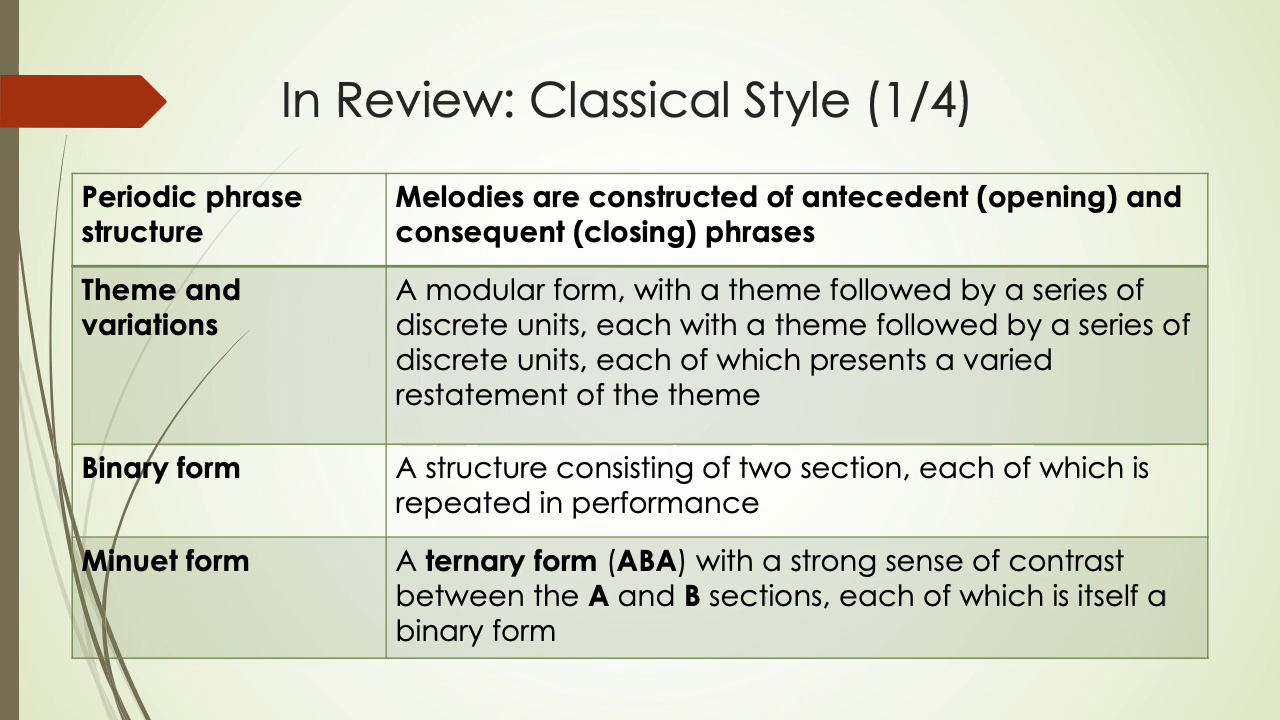 In Review: Classical Style (1/4)
Periodic phrase
structure
Melodies are constructed of antecedent (opening) and
consequent (closing) phrases
Theme and
variations
A modular form, with a theme followed by a series of
discrete units, each with a theme followed by a series of
discrete units, each of which presents a varied
restatement of the theme
Binary form
A structure consisting of two section, each of which is
repeated in performance
Minuet form
A ternary form (ABA) with a strong sense of contrast
between the A and B sections, each of which is itself a
binary form